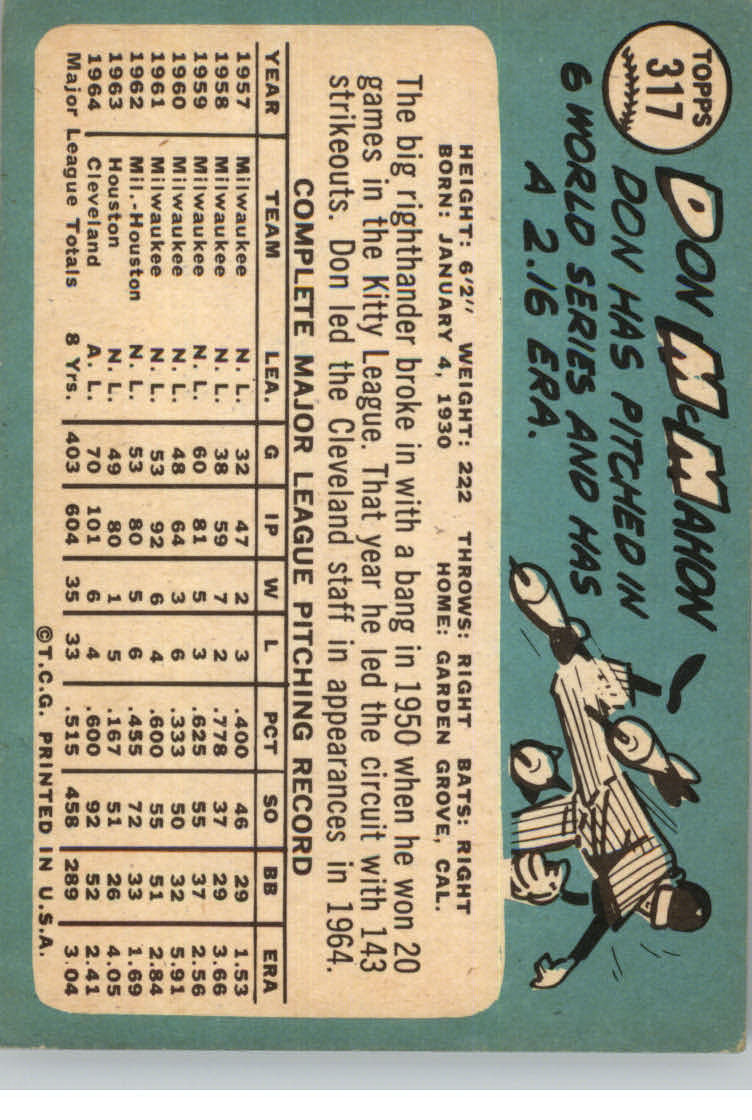 TOPPS
317
DON McMAHON
DON HAS PITCHED IN
6 WORLD SERIES AND HAS
A 2.16 ERA.
HEIGHT: 6'2" WEIGHT: 222 THROWS: RIGHT BATS: RIGHT
BORN: JANUARY 4, 1930 HOME: GARDEN GROVE, CAL.
The big righthander broke in with a bang in 1950 when he won 20
games in the Kitty League. That year he led the circuit with 143
strikeouts. Don led the Cleveland staff in appearances in 1964.
COMPLETE MAJOR LEAGUE PITCHING RECORD
YEAR TEAM LEA. G IP W L PCT SO BB ERA
1957 Milwaukee N. L. 32 47 2 3 .400 46 29 1.53
1958 Milwaukee N. L. 38 59 7 2 .778 37 29 3.66
1959 Milwaukee N. L. 60 81 5 3 .625 55 37 2.56
1960 Milwaukee N. L. 48 64 3 6 .333 50 32 5.91
1961 Milwaukee N. L. 53 92 6 4 .600 55 51 2.84
1962 Mil.-Houston N. L. 53 80 5 6 .455 72 33 1.69
1963 Houston N. L. 49 80 1 5 .167 51 26 4.05
1964 Cleveland A. L. 70 101 6 4 .600 92 52 2.41
Major League Totals 8 Yrs. 403 604 35 33 .515 458 289 3.04
©T.C.G. PRINTED IN U.S.A.